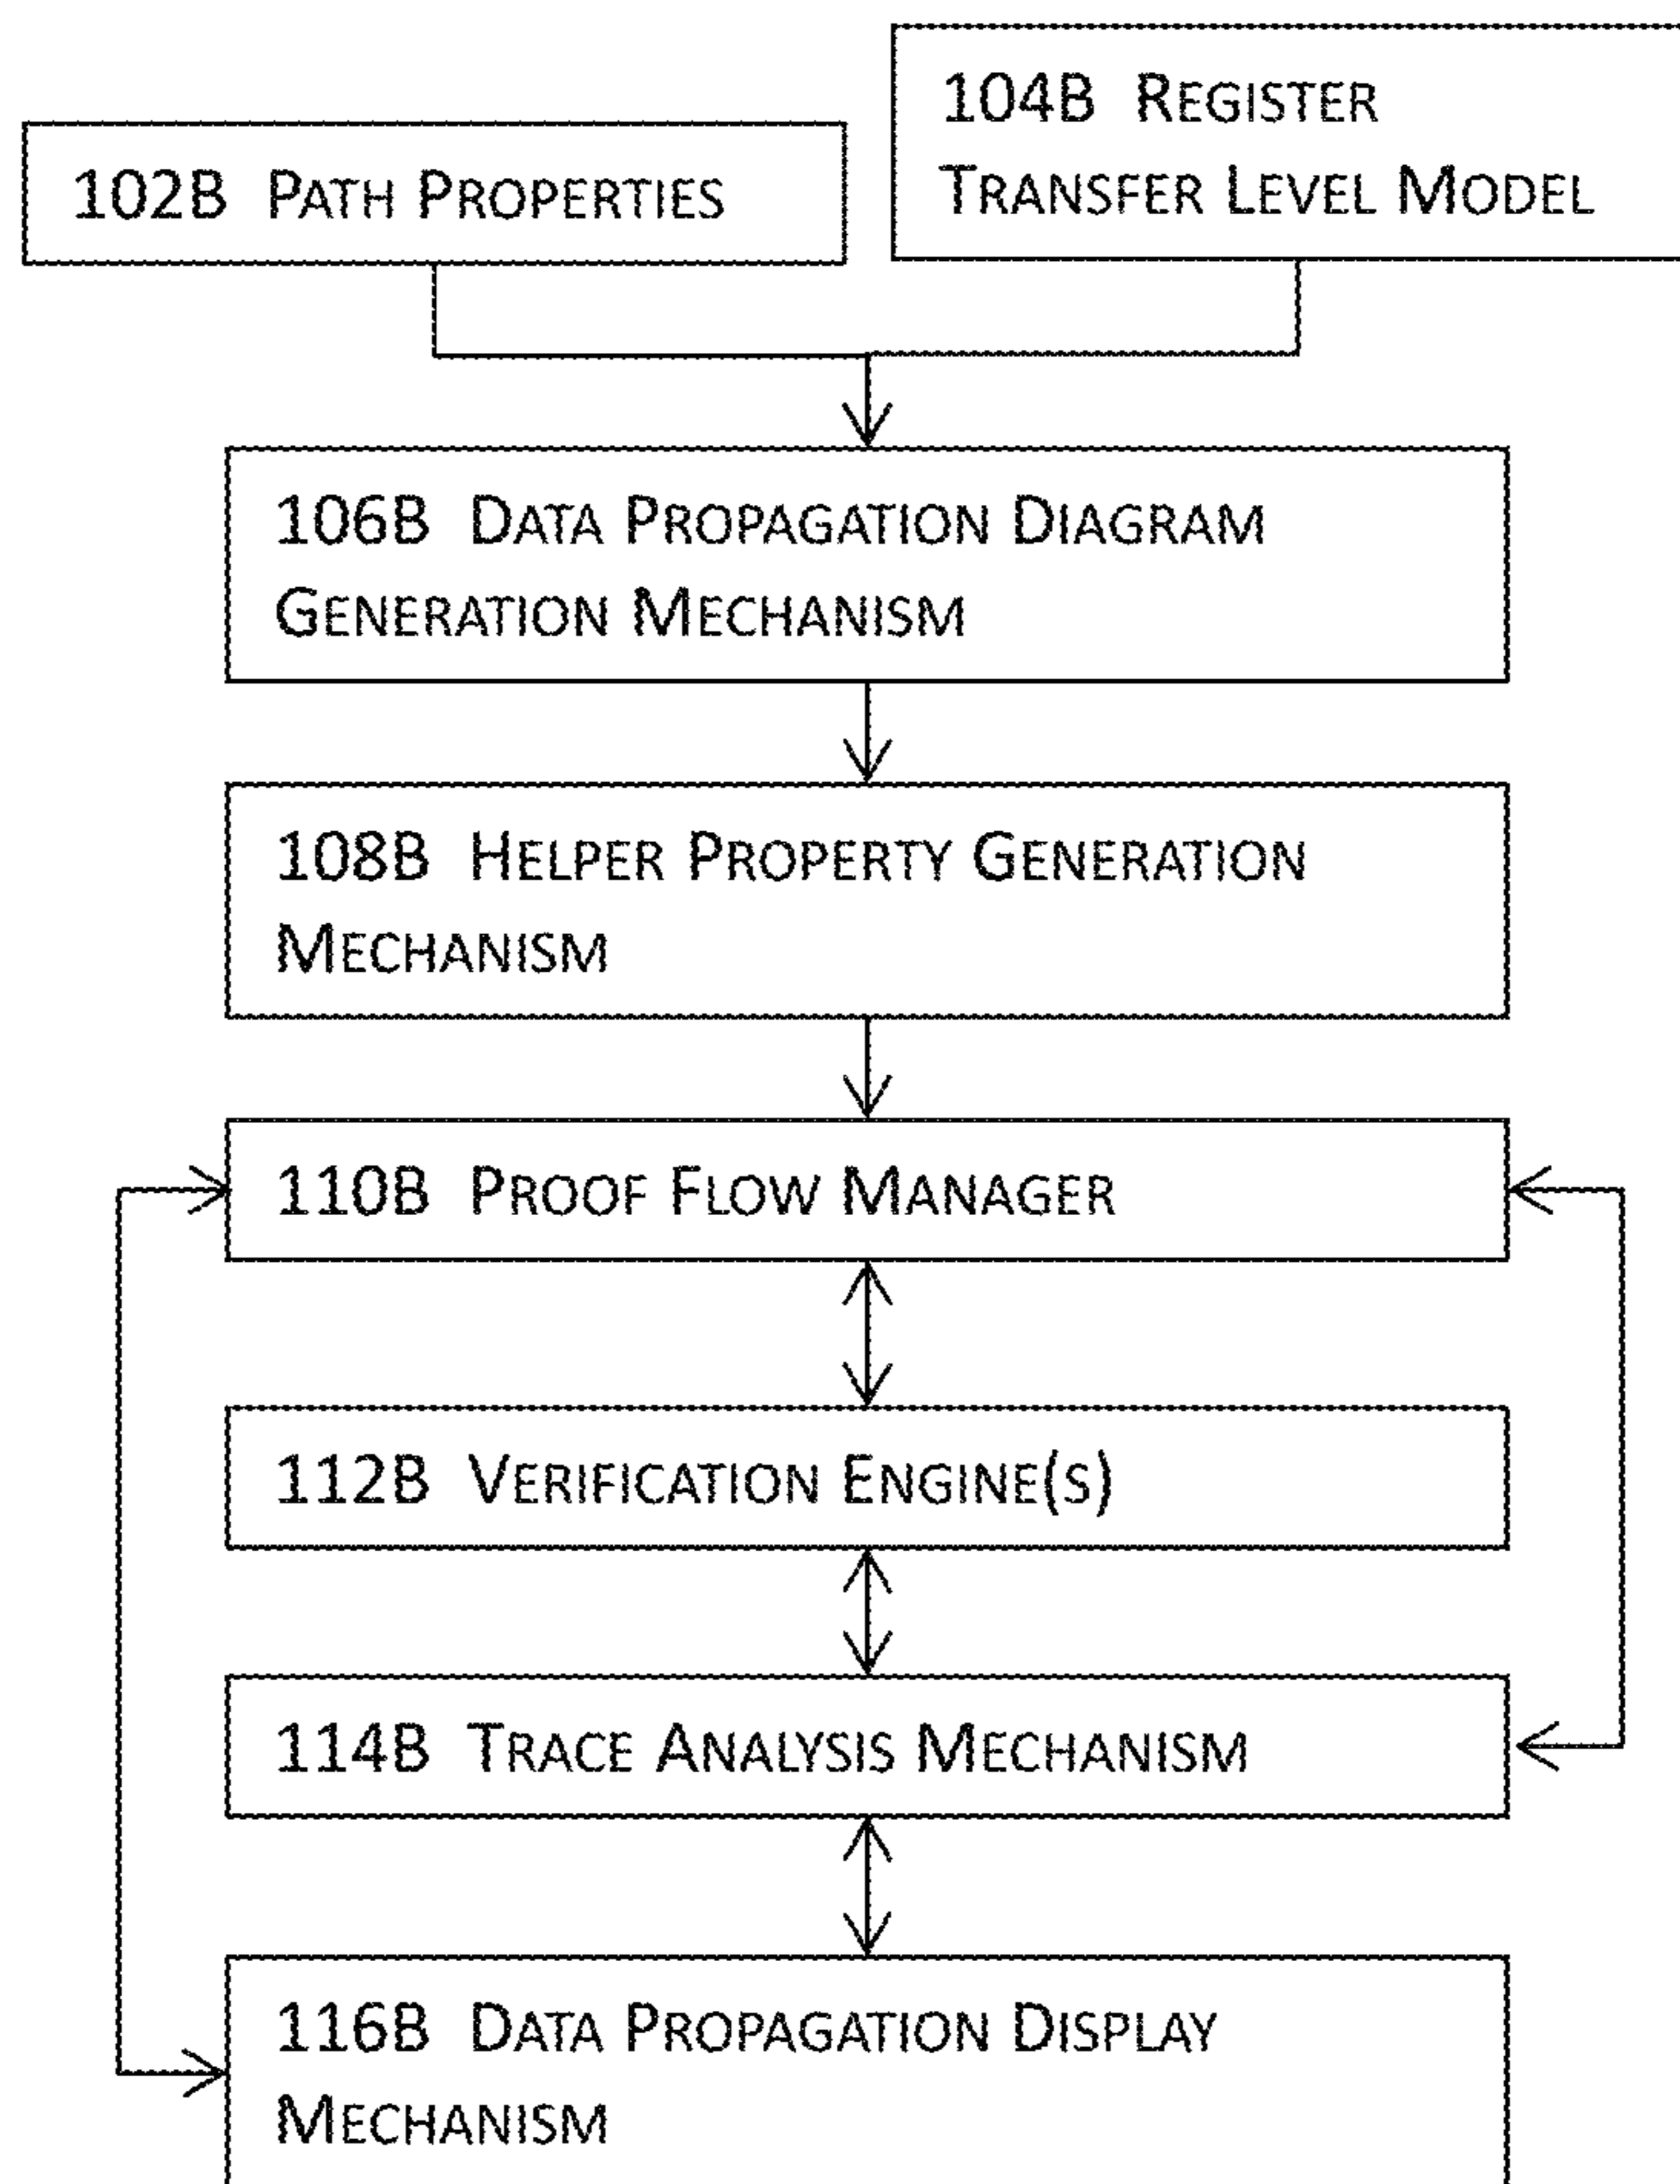 102B PATH PROPERTIES
104B REGISTER
TRANSFER LEVEL MODEL
106B DATA PROPAGATION DIAGRAM
GENERATION MECHANISM
108B HELPER PROPERTY GENERATION
MECHANISM
110B PROOF FLOW MANAGER
112B VERIFICATION ENGINE(S)
114B TRACE ANALYSIS MECHANISM
116B DATA PROPAGATION DISPLAY
MECHANISM